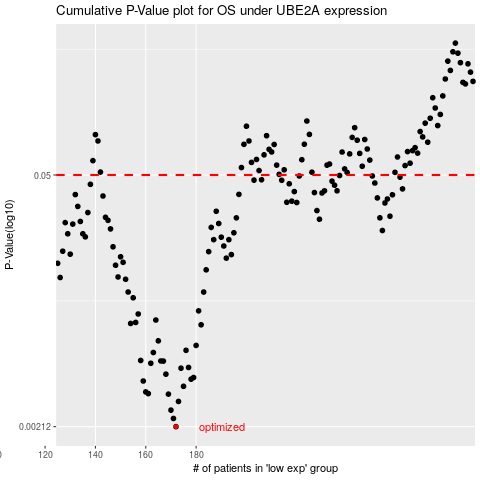 Cumulative P-Value plot for OS under UBE2A expression
P-Value(log10)
0.05
0.00212
optimized
0
120
140
160
180
# of patients in 'low exp' group